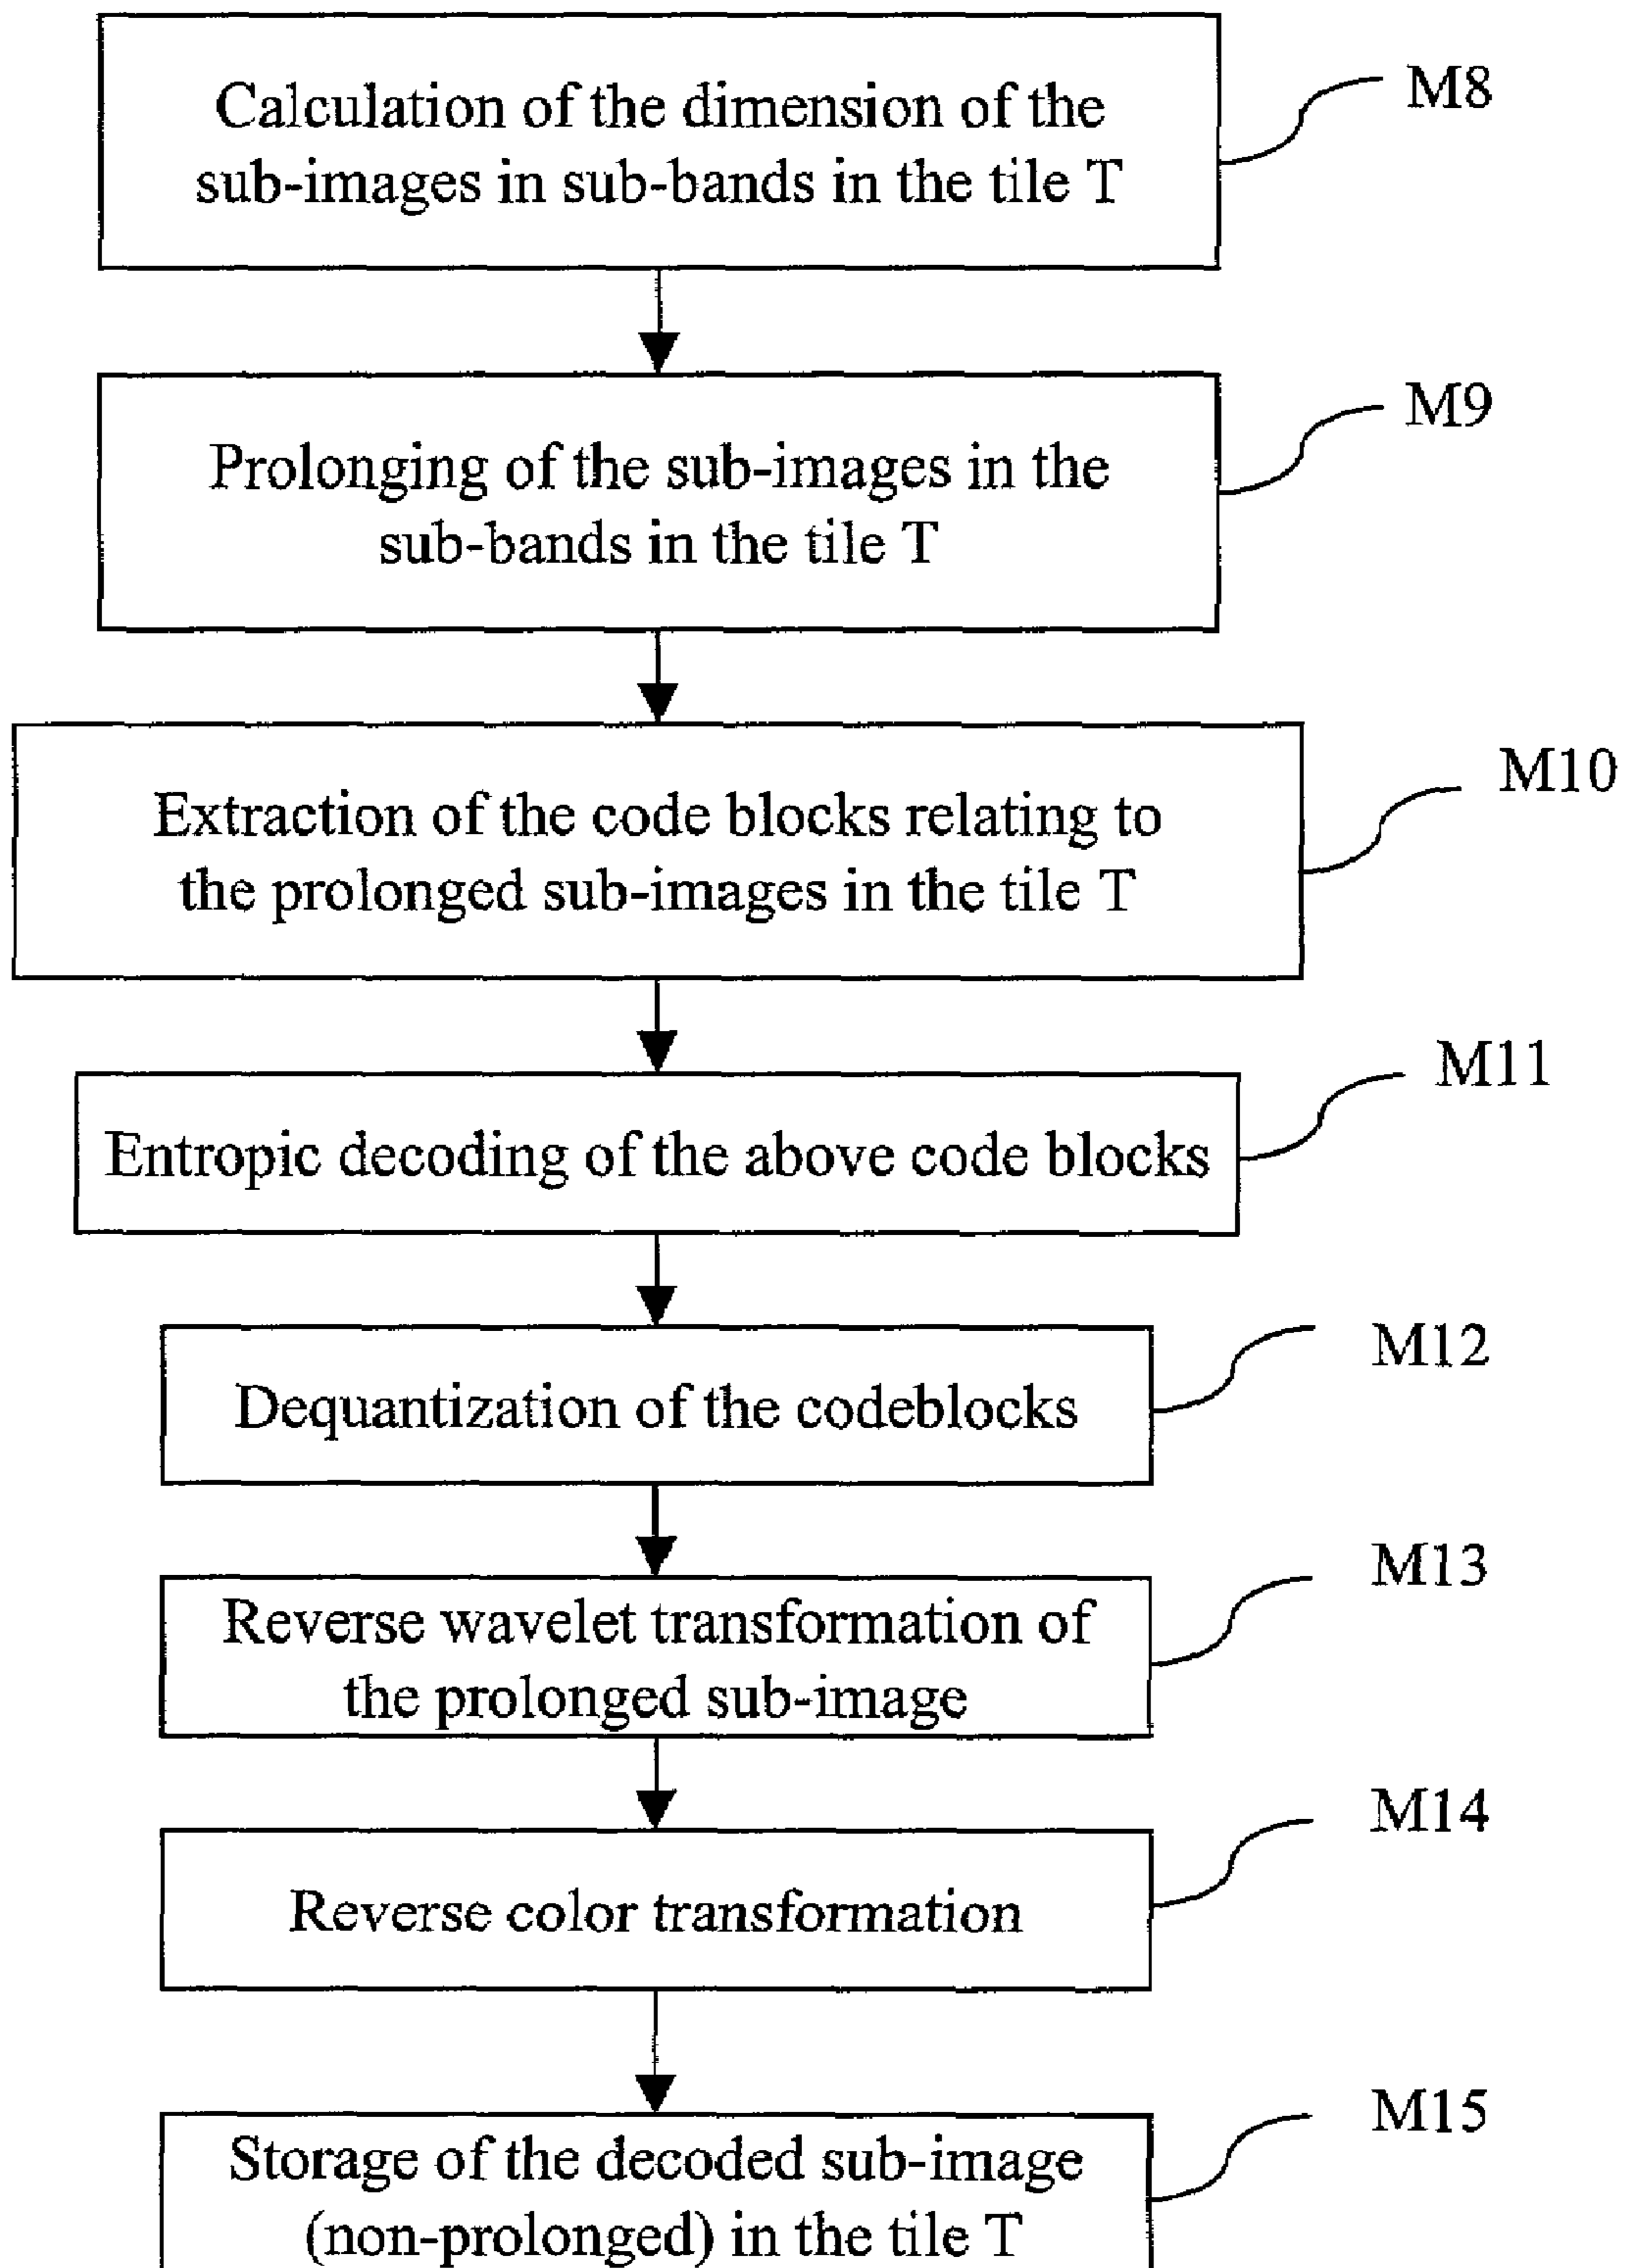 Calculation of the dimension of the
sub-images in sub-bands in the tile T
M8
Prolonging of the sub-images in the
sub-bands in the tile T
M9
Extraction of the code blocks relating to
the prolonged sub-images in the tile T
M10
Entropic decoding of the above code blocks
M11
Dequantization of the codeblocks
M12
Reverse wavelet transformation of
the prolonged sub-image
M13
Reverse color transformation
M14
Storage of the decoded sub-image
(non-prolonged) in the tile T
M15